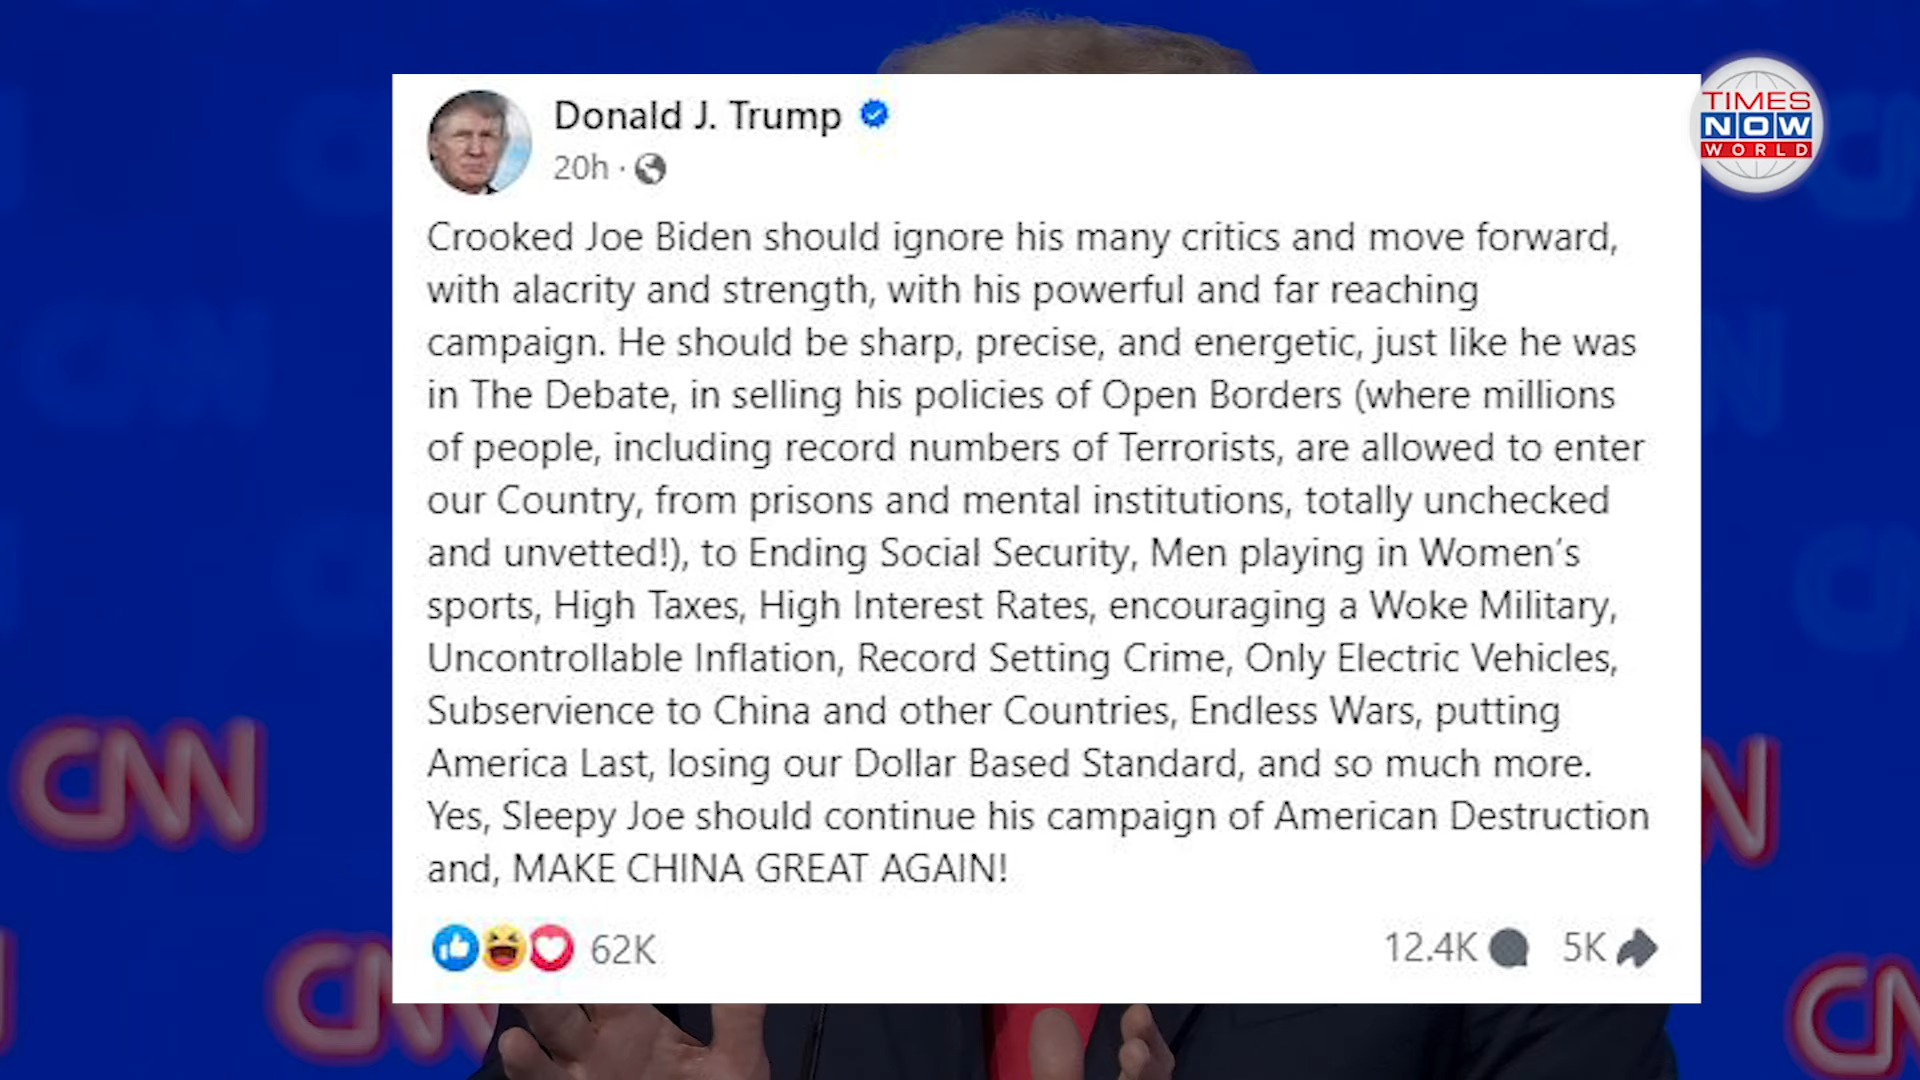 Donald J. Trump
20h
TIMES
NOW
WORLD
Crooked Joe Biden should ignore his many critics and move forward,
with alacrity and strength, with his powerful and far reaching
campaign. He should be sharp, precise, and energetic, just like he was
in The Debate, in selling his policies of Open Borders (where millions
of people, including record numbers of Terrorists, are allowed to enter
our Country, from prisons and mental institutions, totally unchecked
and unvetted!), to Ending Social Security, Men playing in Women's
sports, High Taxes, High Interest Rates, encouraging a Woke Military,
Uncontrollable Inflation, Record Setting Crime, Only Electric Vehicles,
Subservience to China and other Countries, Endless Wars, putting
America Last, losing our Dollar Based Standard, and so much more.
Yes, Sleepy Joe should continue his campaign of American Destruction
and, MAKE CHINA GREAT AGAIN!
62K
12.4K 5K
CNN
CNN
CN